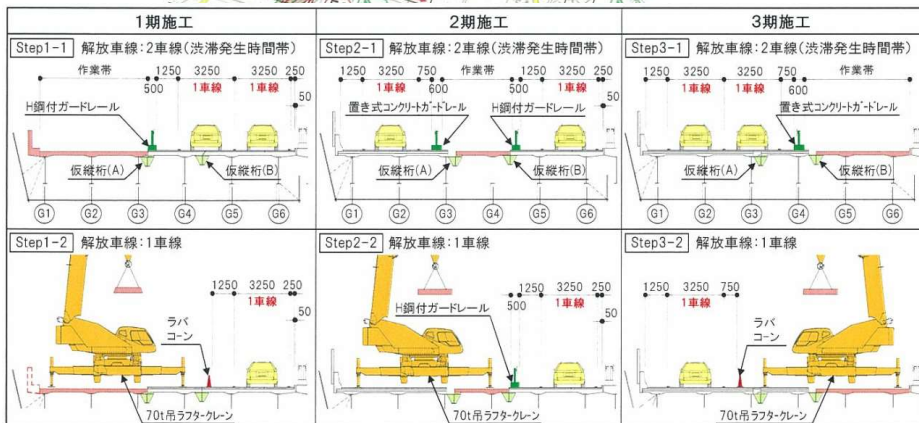 1期施工
2期施工
3期施工
Step1-1 解放車線:2車線(渋滞発生時間帯)
作業帯 1250 3250 3250 250
500 1車線 1車線
50
H鋼付ガードレール
仮縦桁(A) 仮縦桁(B)
G1 G2 G3 G4 G5 G6
Step2-1 解放車線:2車線(渋滞発生時間帯)
1250 3250 750 作業帯 1250 3250 250
1車線 600 500 1車線
50
置き式コンクリートガードレール H鋼付ガードレール
仮縦桁(A) 仮縦桁(B)
G1 G2 G3 G4 G5 G6
Step3-1 解放車線:2車線(渋滞発生時間帯)
1250 3250 3250 750 作業帯
1車線 1車線 600
置き式コンクリートガードレール
仮縦桁(A) 仮縦桁(B)
G1 G2 G3 G4 G5 G6
Step1-2 解放車線:1車線
1250 3250 250
1車線
50
ラバ
コーン
70t吊ラフタークレーン
Step2-2 解放車線:1車線
1250 3250 250
500 1車線
50
H鋼付ガードレール
70t吊ラフタークレーン
Step3-2 解放車線:1車線
1250 3250 750
1車線
ラバ
コーン
70t吊ラフタークレーン